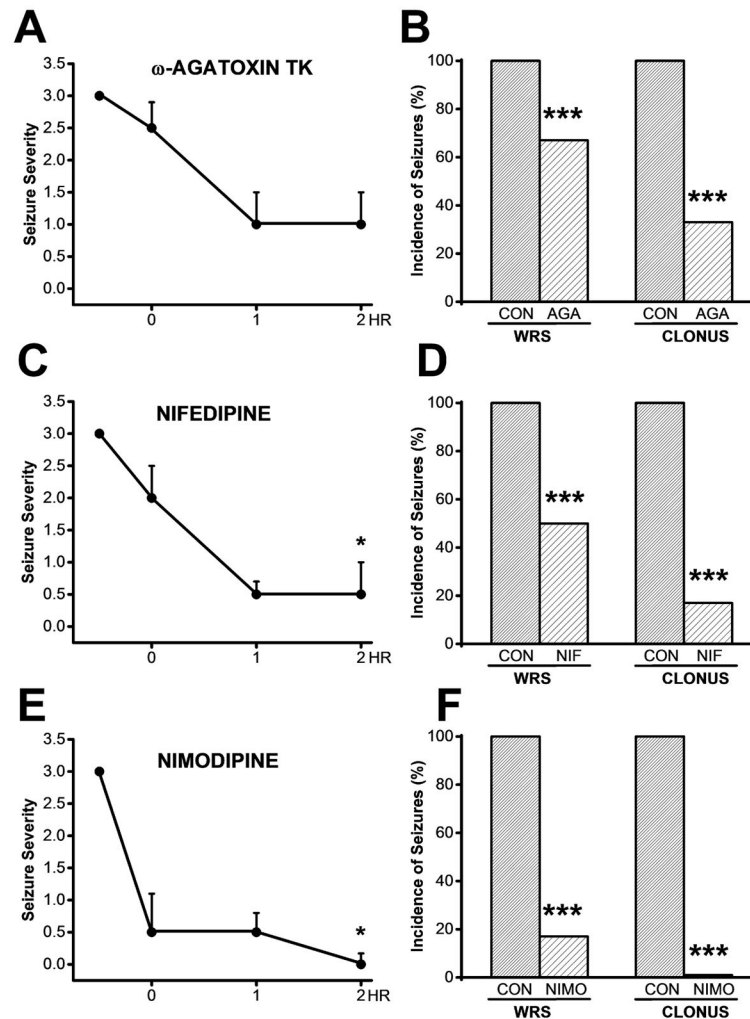 A
ω-AGATOXIN TK
Seizure Severity
3.5
3.0
2.5
2.0
1.5
1.0
0.5
0.0
0 1 2 HR
B
Incidence of Seizures (%)
100
80
60
40
20
0
***
***
CON AGA CON AGA
WRS CLONUS
C
NIFEDIPINE
Seizure Severity
3.5
3.0
2.5
2.0
1.5
1.0
0.5
0.0
*
0 1 2 HR
D
Incidence of Seizures (%)
100
80
60
40
20
0
***
***
CON NIF CON NIF
WRS CLONUS
E
NIMODIPINE
Seizure Severity
3.5
3.0
2.5
2.0
1.5
1.0
0.5
0.0
*
0 1 2 HR
F
Incidence of Seizures (%)
100
80
60
40
20
0
***
***
CON NIMO CON NIMO
WRS CLONUS